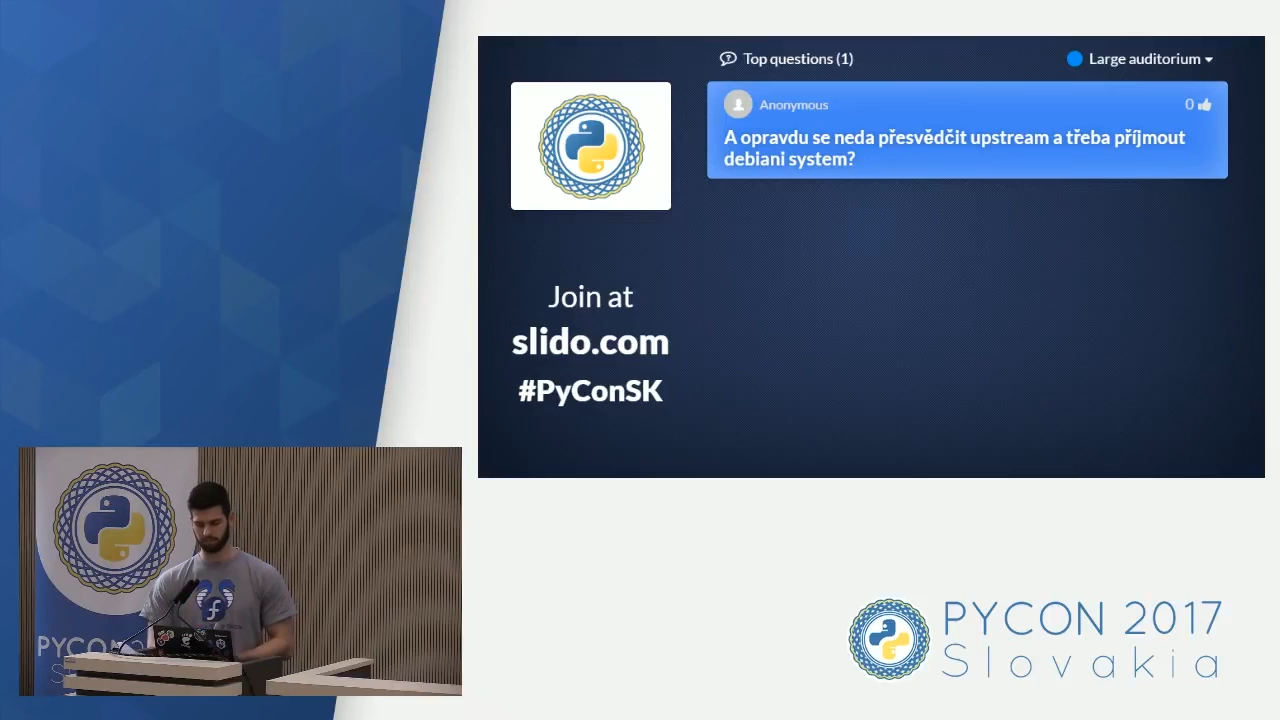 Top questions (1)
Large auditorium
Anonymous
0
A opravdu se neda přesvědčit upstream a třeba příjmout
debiani system?
Join at
slido.com
#PyConSK
PYCON
PYCON 2017
Slovakia